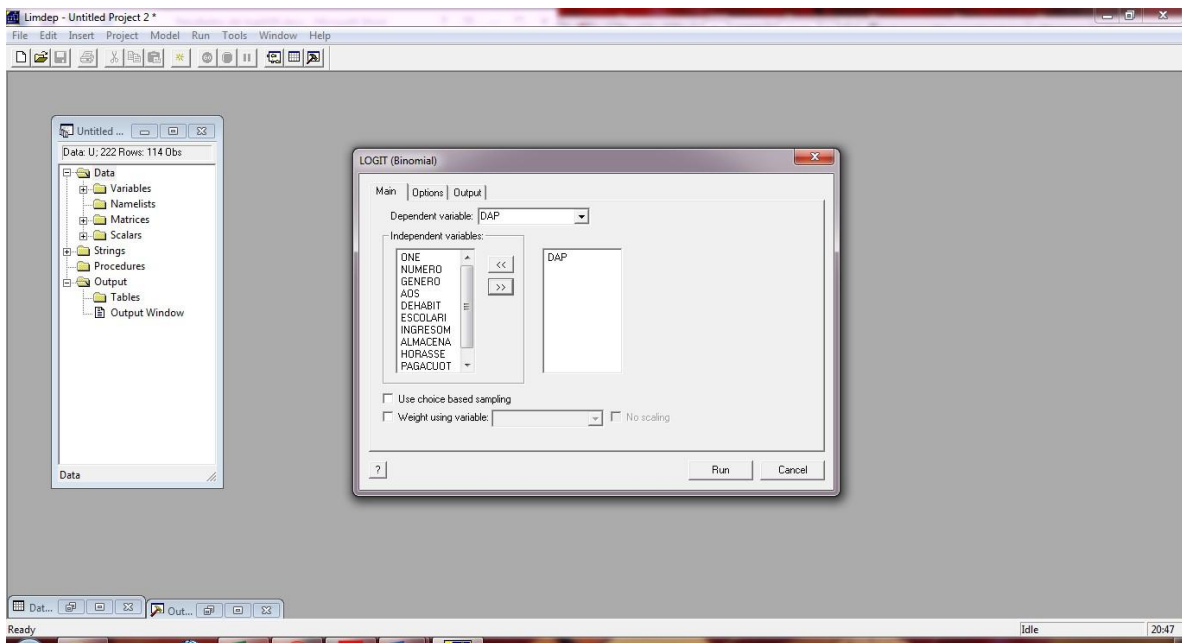 Limdep - Untitled Project 2 *
File Edit Insert Project Model Run Tools Window Help
Untitled ...
Data: U; 222 Rows: 114 Obs
Data
Variables
Namelists
Matrices
Scalars
Strings
Procedures
Output
Tables
Output Window
Data
LOGIT (Binomial)
Main Options Output
Dependent variable: DAP
Independent variables:
ONE
NUMERO
GENERO
AOS
DEHABIT
ESCOLARI
INGRESOM
ALMACENA
HORASSE
PAGACUOT
<<
>>
DAP
Use choice based sampling
Weight using variable: No scaling
? Run Cancel
Dat... Out...
Ready Idle 20:47